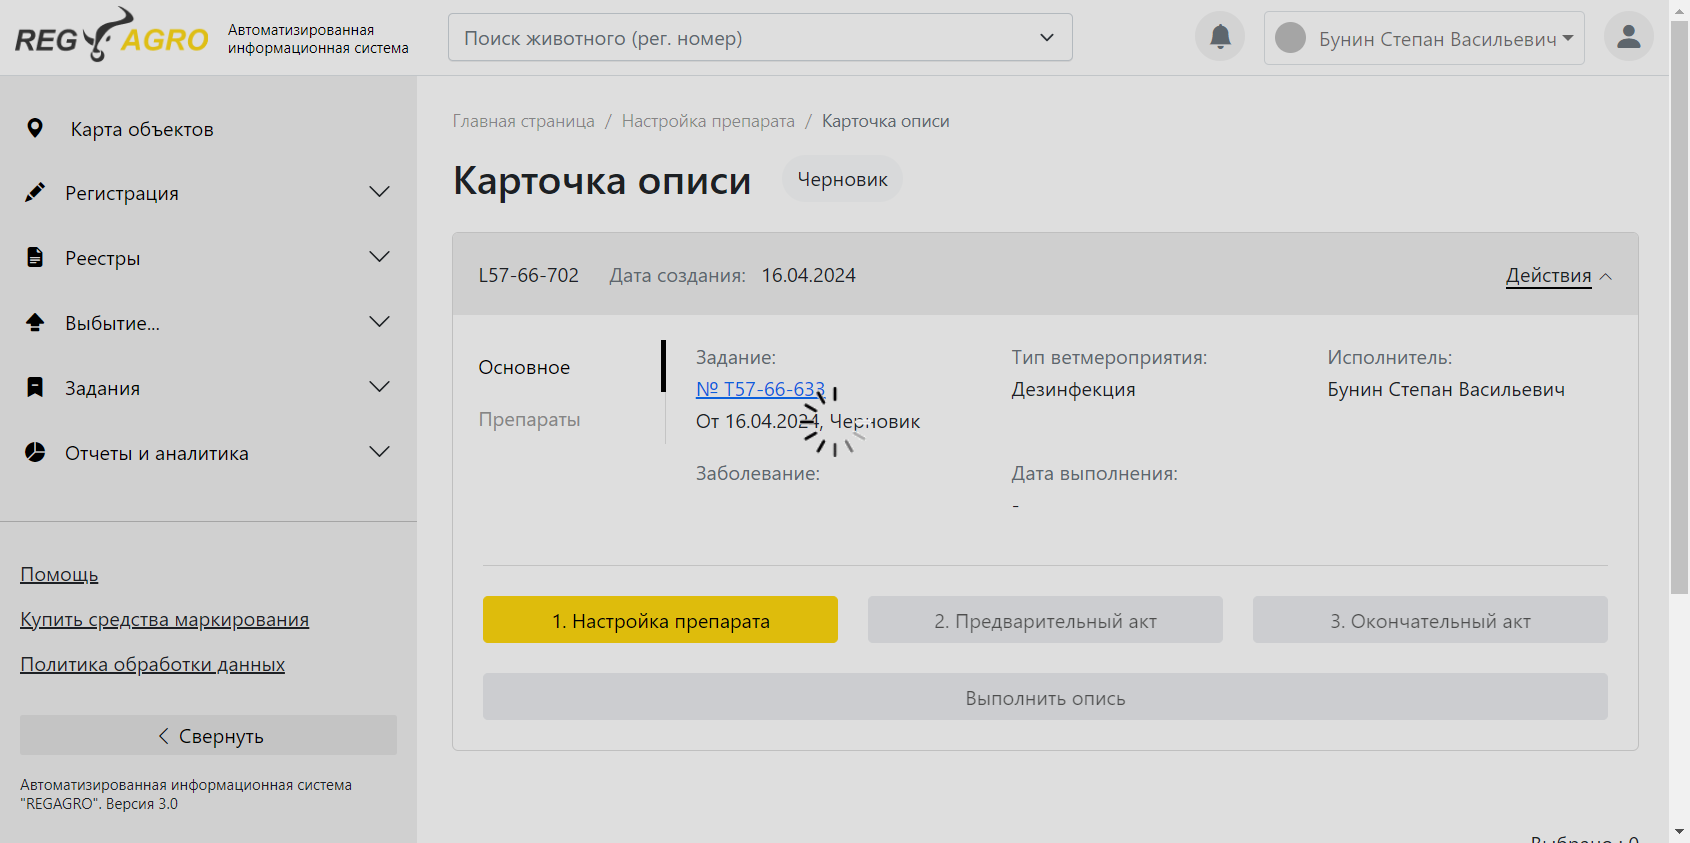 REG AGRO
Автоматизированная
информационная система
Поиск животного (рег. номер)
Бунин Степан Васильевич
Карта объектов
Регистрация
Реестры
Выбытие...
Задания
Отчеты и аналитика
Помощь
Купить средства маркирования
Политика обработки данных
Свернуть
Автоматизированная информационная система
"REGAGRO". Версия 3.0
Главная страница / Настройка препарата / Карточка описи
Карточка описи
Черновик
L57-66-702 Дата создания: 16.04.2024
Действия
Основное
Препараты
Задание:
№ T57-66-633
От 16.04.2024, Черновик
Тип ветмероприятия:
Дезинфекция
Исполнитель:
Бунин Степан Васильевич
Заболевание:
Дата выполнения:
-
1. Настройка препарата
2. Предварительный акт
3. Окончательный акт
Выполнить опись
Выбрано : 0